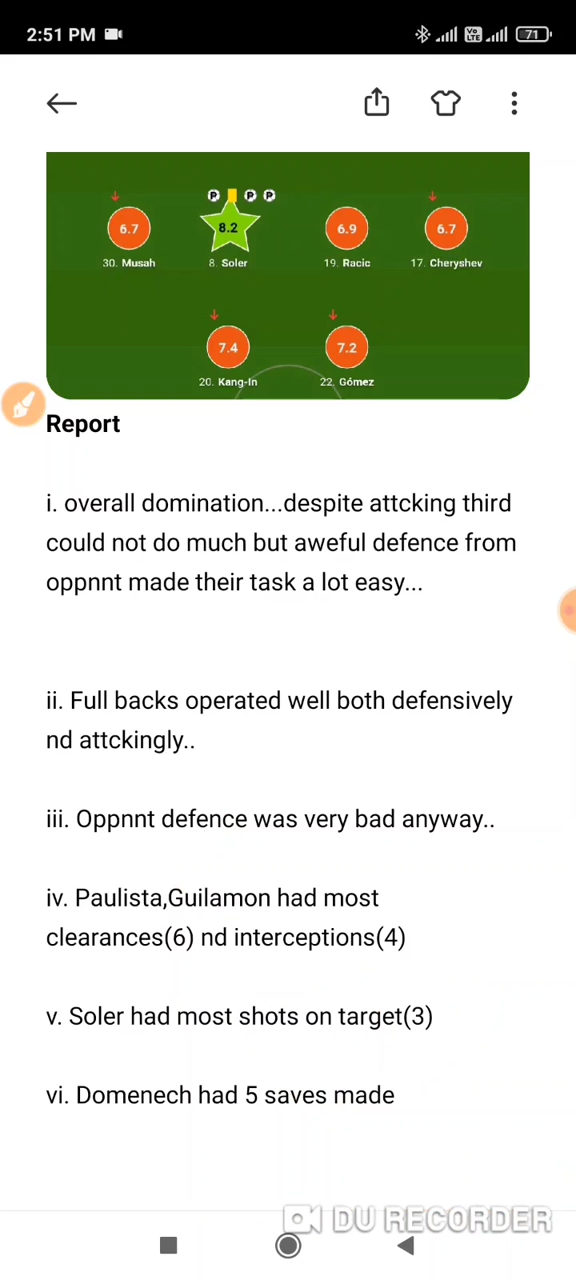 2:51 PM Vo LTE 71
P P P
6.7 8.2 6.9 6.7
30. Musah 8. Soler 19. Racic 17. Cheryshev
7.4 7.2
20. Kang-In 22. Gómez
Report
i. overall domination...despite attcking third
could not do much but aweful defence from
oppnnt made their task a lot easy...
ii. Full backs operated well both defensively
nd attckingly..
iii. Oppnnt defence was very bad anyway..
iv. Paulista,Guilamon had most
clearances(6) nd interceptions(4)
v. Soler had most shots on target(3)
vi. Domenech had 5 saves made
DU RECORDER